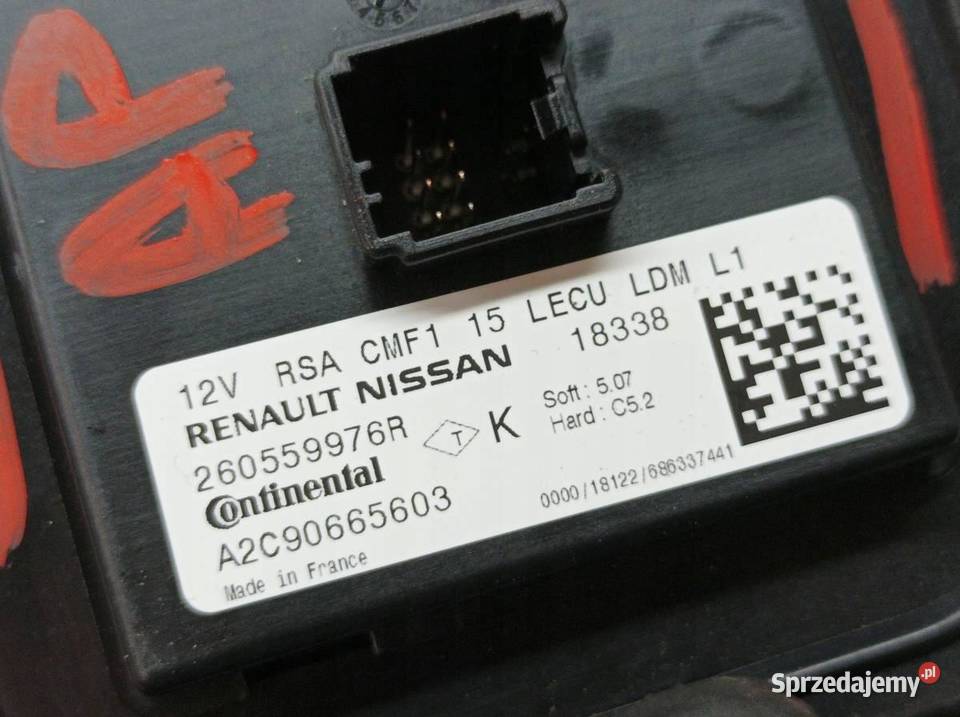 12V RSA CMF1 15 LECU LDM L1
RENAULT NISSAN 18338
260559976R T K Soft : 5.07
Hard : C5.2
Continental
A2C90665603 0000/18122/686337441
Made in France
Sprzedajemy.pl